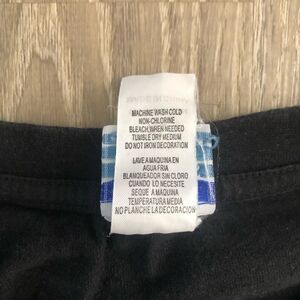 MACHINE WASH COLD
NON-CHLORINE
BLEACH WHEN NEEDED
TUMBLE DRY MEDIUM
DO NOT IRON DECORATION
LAVE A MAQUINA EN
AGUA FRIA
BLANQUEADOR SIN CLORO
CUANDO LO NECESITE
SEQUE A MAQUINA
TEMPERATURA MEDIA
NO PLANCHE LA DECORACION